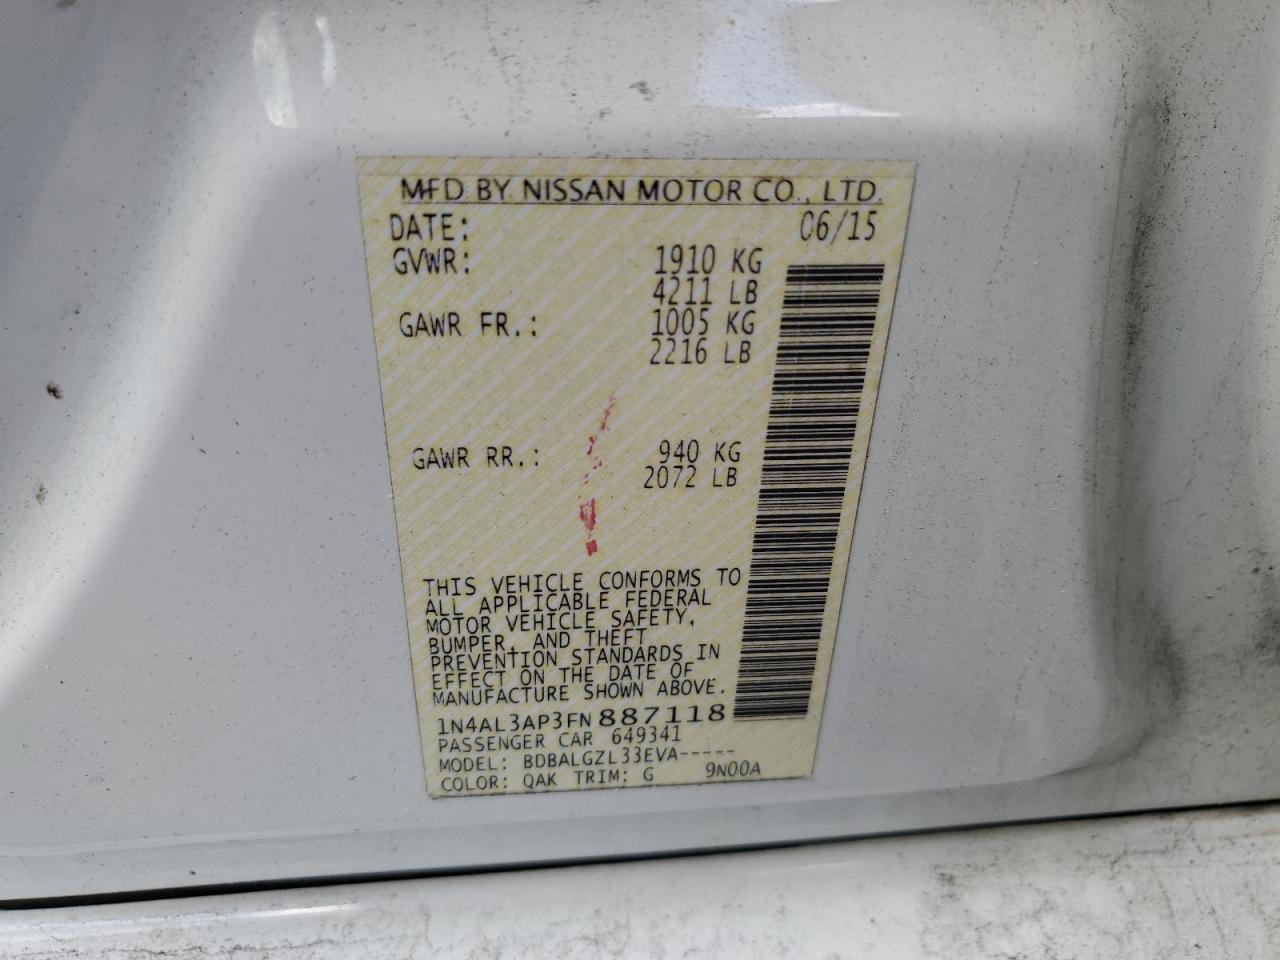 MFD BY NISSAN MOTOR CO., LTD.
DATE: 06/15
GVWR: 1910 KG
4211 LB
GAWR FR.: 1005 KG
2216 LB
GAWR RR.: 940 KG
2072 LB
THIS VEHICLE CONFORMS TO
ALL APPLICABLE FEDERAL
MOTOR VEHICLE SAFETY,
BUMPER, AND THEFT
PREVENTION STANDARDS IN
EFFECT ON THE DATE OF
MANUFACTURE SHOWN ABOVE.
1N4AL3AP3FN887118
PASSENGER CAR 649341
MODEL: BDBALGZL33EVA-----
COLOR: QAK TRIM: G 9N00A